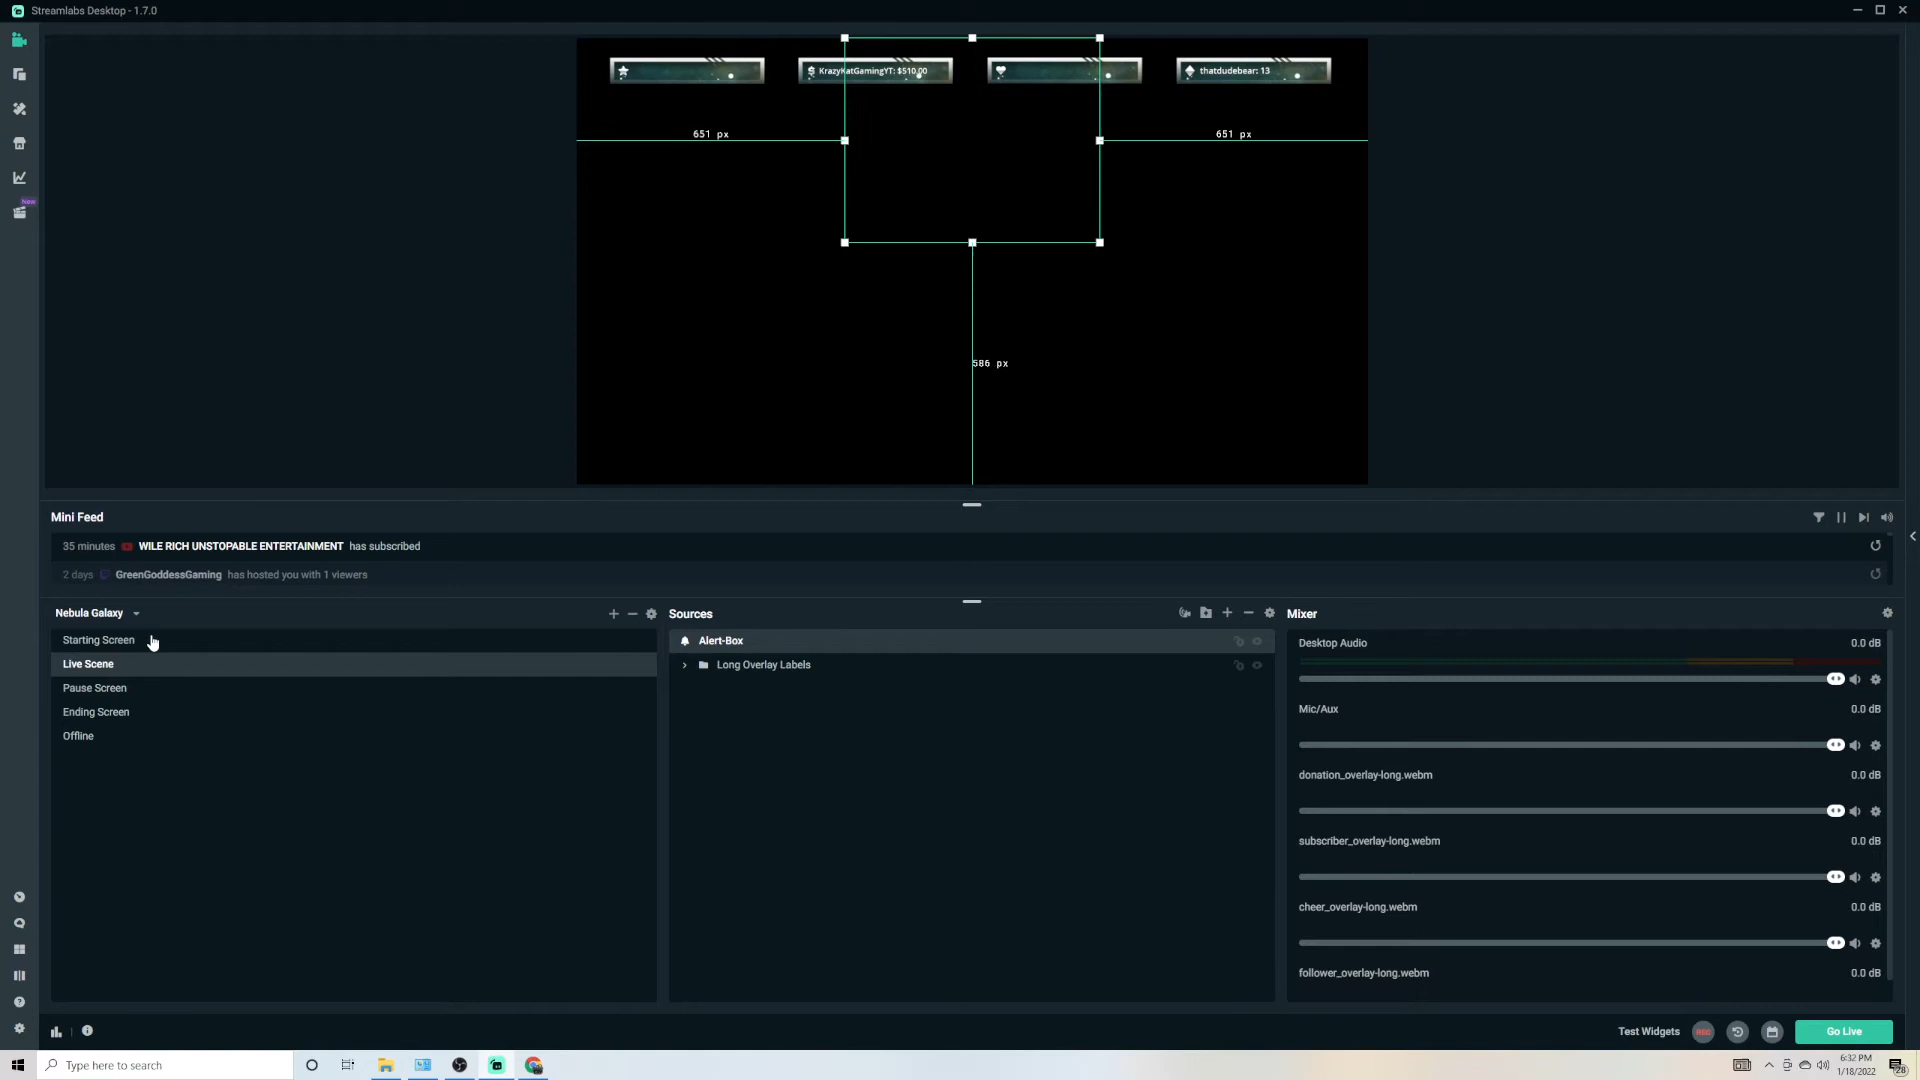 Streamlabs Desktop - 1.7.0
New
KrazyKatGamingYT: $510.00
thatdudebear: 13
651 px
651 px
586 px
Mini Feed
35 minutes WILE RICH UNSTOPABLE ENTERTAINMENT has subscribed
2 days GreenGoddessGaming has hosted you with 1 viewers
Nebula Galaxy
Starting Screen
Live Scene
Pause Screen
Ending Screen
Offline
Sources
Alert-Box
Long Overlay Labels
Mixer
Desktop Audio 0.0 dB
Mic/Aux 0.0 dB
donation_overlay-long.webm 0.0 dB
subscriber_overlay-long.webm 0.0 dB
cheer_overlay-long.webm 0.0 dB
follower_overlay-long.webm 0.0 dB
Test Widgets
REC
Go Live
Type here to search
6:32 PM
1/18/2022
28